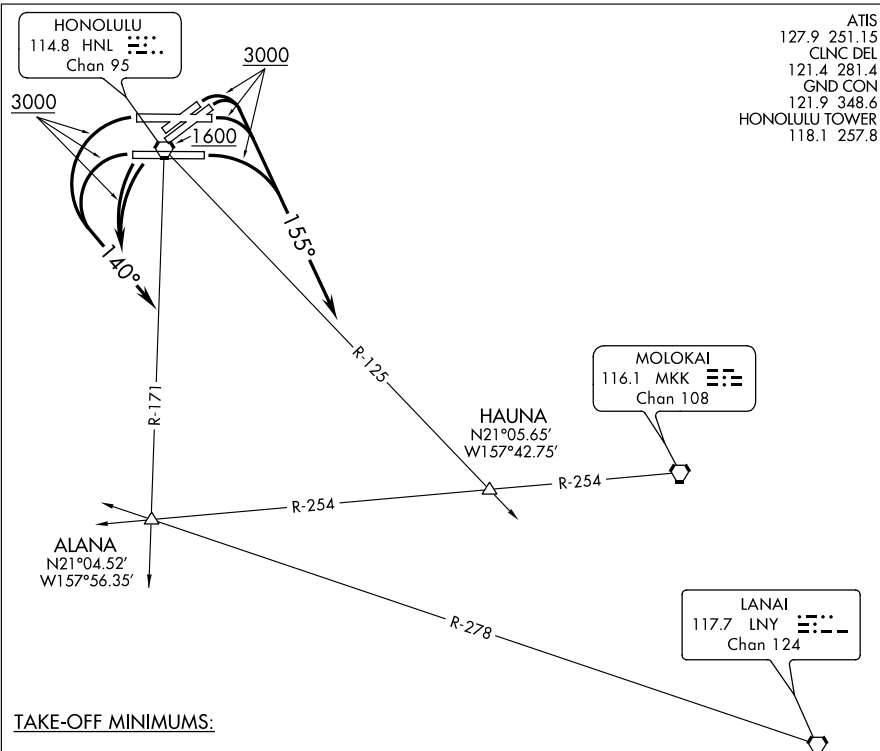 HONOLULU
114.8 HNL
Chan 95
ATIS
127.9 251.15
CLNC DEL
121.4 281.4
GND CON
121.9 348.6
HONOLULU TOWER
118.1 257.8
3000
3000
1600
155°
140°
R-125
R-171
MOLOKAI
116.1 MKK
Chan 108
HAUNA
N21°05.65'
W157°42.75'
R-254
R-254
ALANA
N21°04.52'
W157°56.35'
LANAI
117.7 LNY
Chan 124
R-278
TAKE-OFF MINIMUMS: